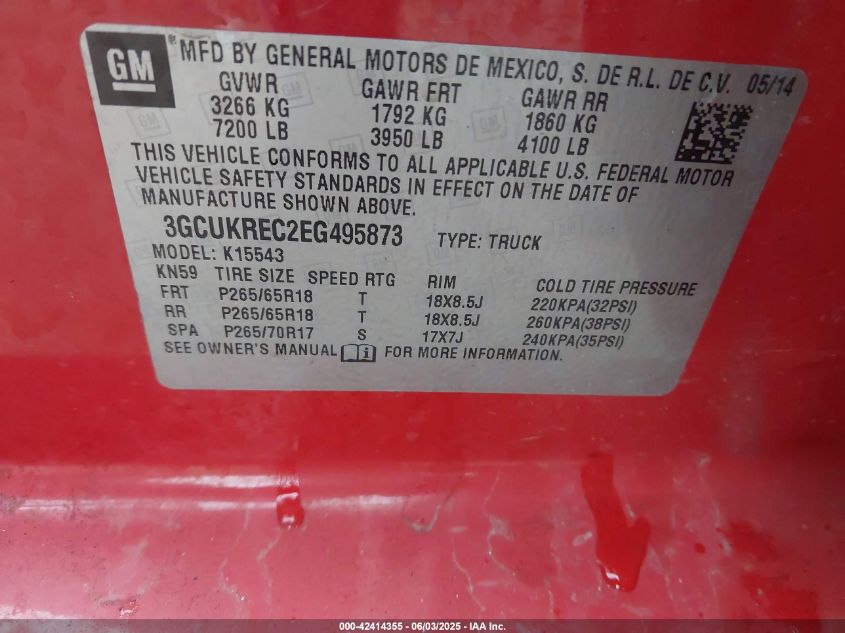 GM
® MFD BY GENERAL MOTORS DE MEXICO, S. DE R.L. DE C.V. 05/14
GVWR GAWR FRT GAWR RR
3266 KG 1792 KG 1860 KG
7200 LB 3950 LB 4100 LB
THIS VEHICLE CONFORMS TO ALL APPLICABLE U.S. FEDERAL MOTOR
VEHICLE SAFETY STANDARDS IN EFFECT ON THE DATE OF
MANUFACTURE SHOWN ABOVE.
3GCUKREC2EG495873 TYPE: TRUCK
MODEL: K15543
KN59 TIRE SIZE SPEED RTG RIM COLD TIRE PRESSURE
FRT P265/65R18 T 18X8.5J 220KPA(32PSI)
RR P265/65R18 T 18X8.5J 260KPA(38PSI)
SPA P265/70R17 S 17X7J 240KPA(35PSI)
SEE OWNER'S MANUAL i FOR MORE INFORMATION.
000-42414355 | 06/03/2025 - IAA Inc.